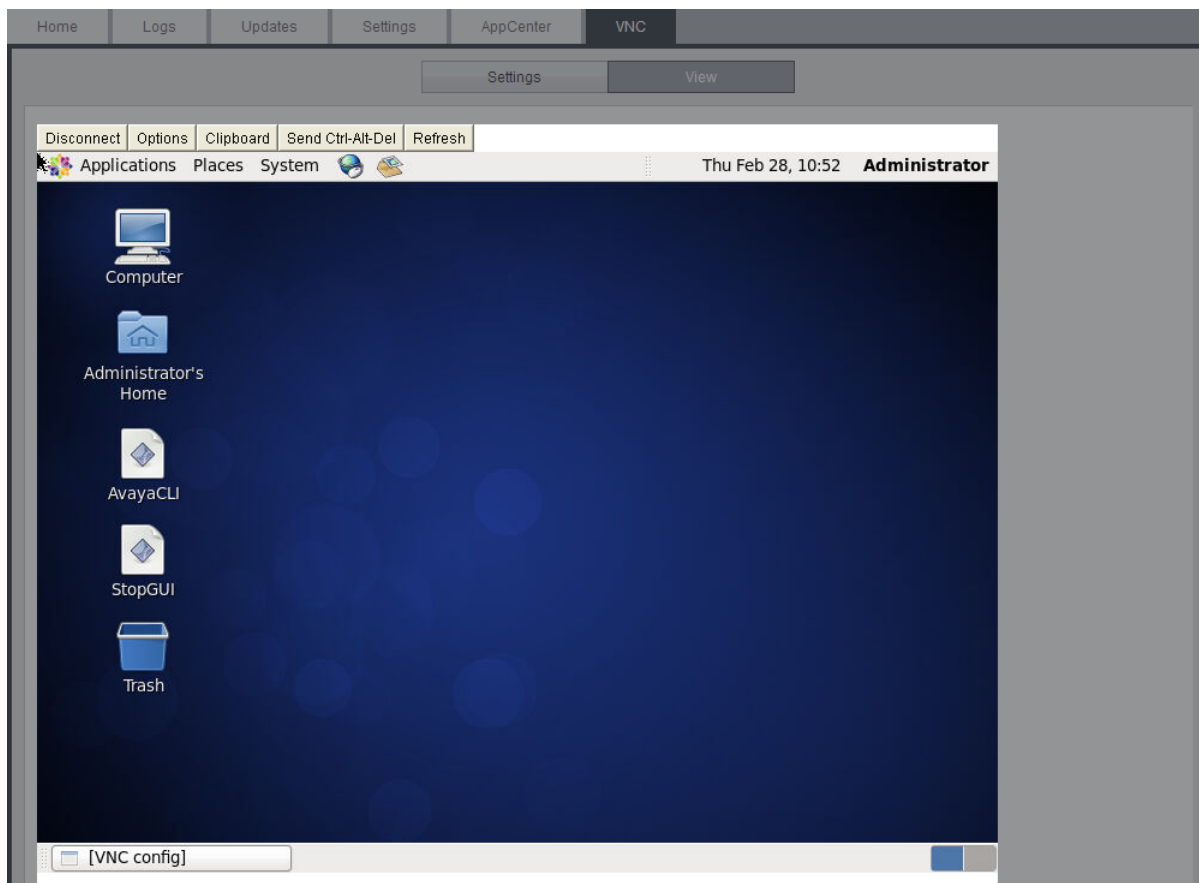 Home Logs Updates Settings AppCenter VNC
Settings View
Disconnect Options Clipboard Send Ctrl-Alt-Del Refresh
Applications Places System Thu Feb 28, 10:52 Administrator
Computer
Administrator's
Home
AvayaCLI
StopGUI
Trash
[VNC config]